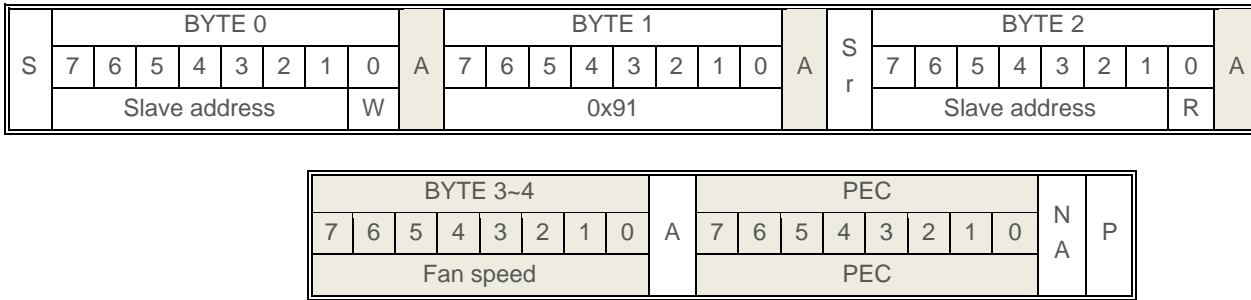 BYTE 0 BYTE 1 BYTE 2
S 7 6 5 4 3 2 1 0 A 7 6 5 4 3 2 1 0 A S r 7 6 5 4 3 2 1 0 A
Slave address W 0x91 Slave address R
BYTE 3~4 PEC
7 6 5 4 3 2 1 0 A 7 6 5 4 3 2 1 0 N A P
Fan speed PEC